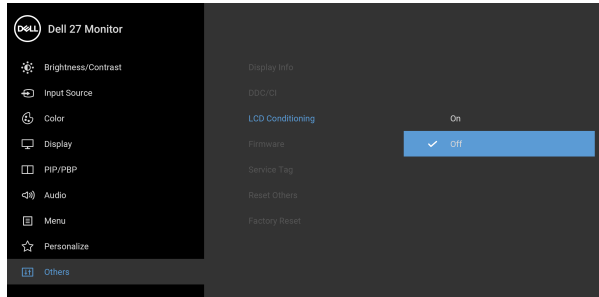 DELL
Dell 27 Monitor
Brightness/Contrast
Input Source
Color
Display
PIP/PBP
Audio
Menu
Personalize
Others
Display Info
DDC/CI
LCD Conditioning
Firmware
Service Tag
Reset Others
Factory Reset
On
Off